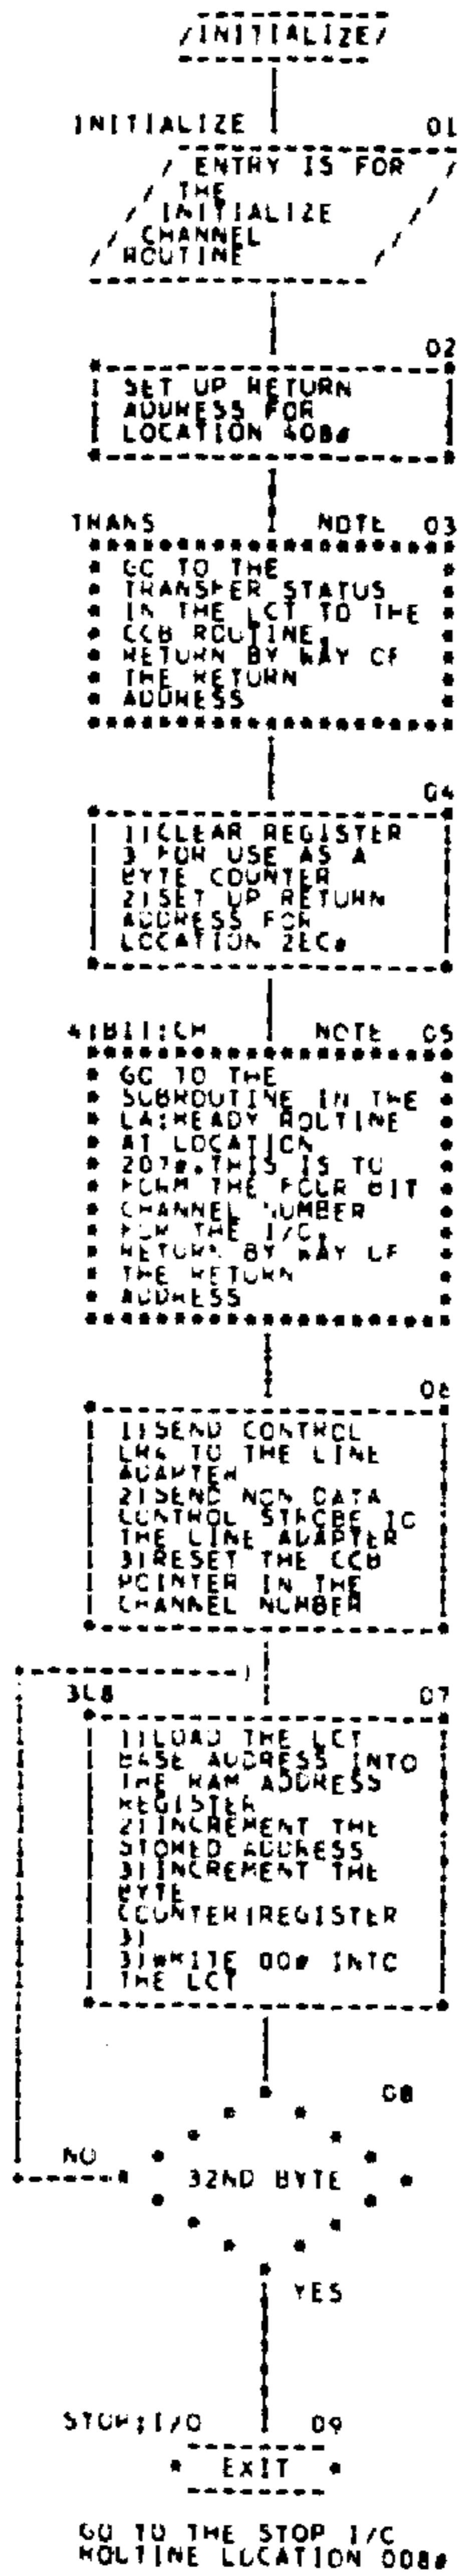 /INITIALIZE/
INITIALIZE 01
ENTRY IS FOR
THE
INITIALIZE
CHANNEL
ROUTINE
02
SET UP RETURN
ADDRESS FOR
LOCATION 40B#
TRANS NOTE 03
GO TO THE
TRANSFER STATUS
IN THE LCT TO THE
CCB ROUTINE.
RETURN BY WAY OF
THE RETURN
ADDRESS
04
1)CLEAR REGISTER
3 FOR USE AS A
BYTE COUNTER
2)SET UP RETURN
ADDRESS FOR
LOCATION 2EC#
4:BIT:CH NOTE 05
GO TO THE
SUBROUTINE IN THE
LA:READY ROUTINE
AT LOCATION
207#.THIS IS TO
FORM THE FOUR BIT
CHANNEL NUMBER
FOR THE I/O.
RETURN BY WAY OF
THE RETURN
ADDRESS
06
1)SEND CONTROL
TO THE LINE
ADAPTER
2)SEND NON DATA
CONTROL STROBE TO
THE LINE ADAPTER
3)RESET THE CCB
POINTER IN THE
CHANNEL NUMBER
07
1)LOAD THE LCT
BASE ADDRESS INTO
THE RAM ADDRESS
REGISTER
2)INCREMENT THE
STORED ADDRESS
3)INCREMENT THE
BYTE
COUNTER(REGISTER
3)
3)WRITE 00# INTO
THE LCT
08
NO
32ND BYTE
YES
STOP:I/O 09
EXIT
GO TO THE STOP I/O
ROUTINE LOCATION 008#